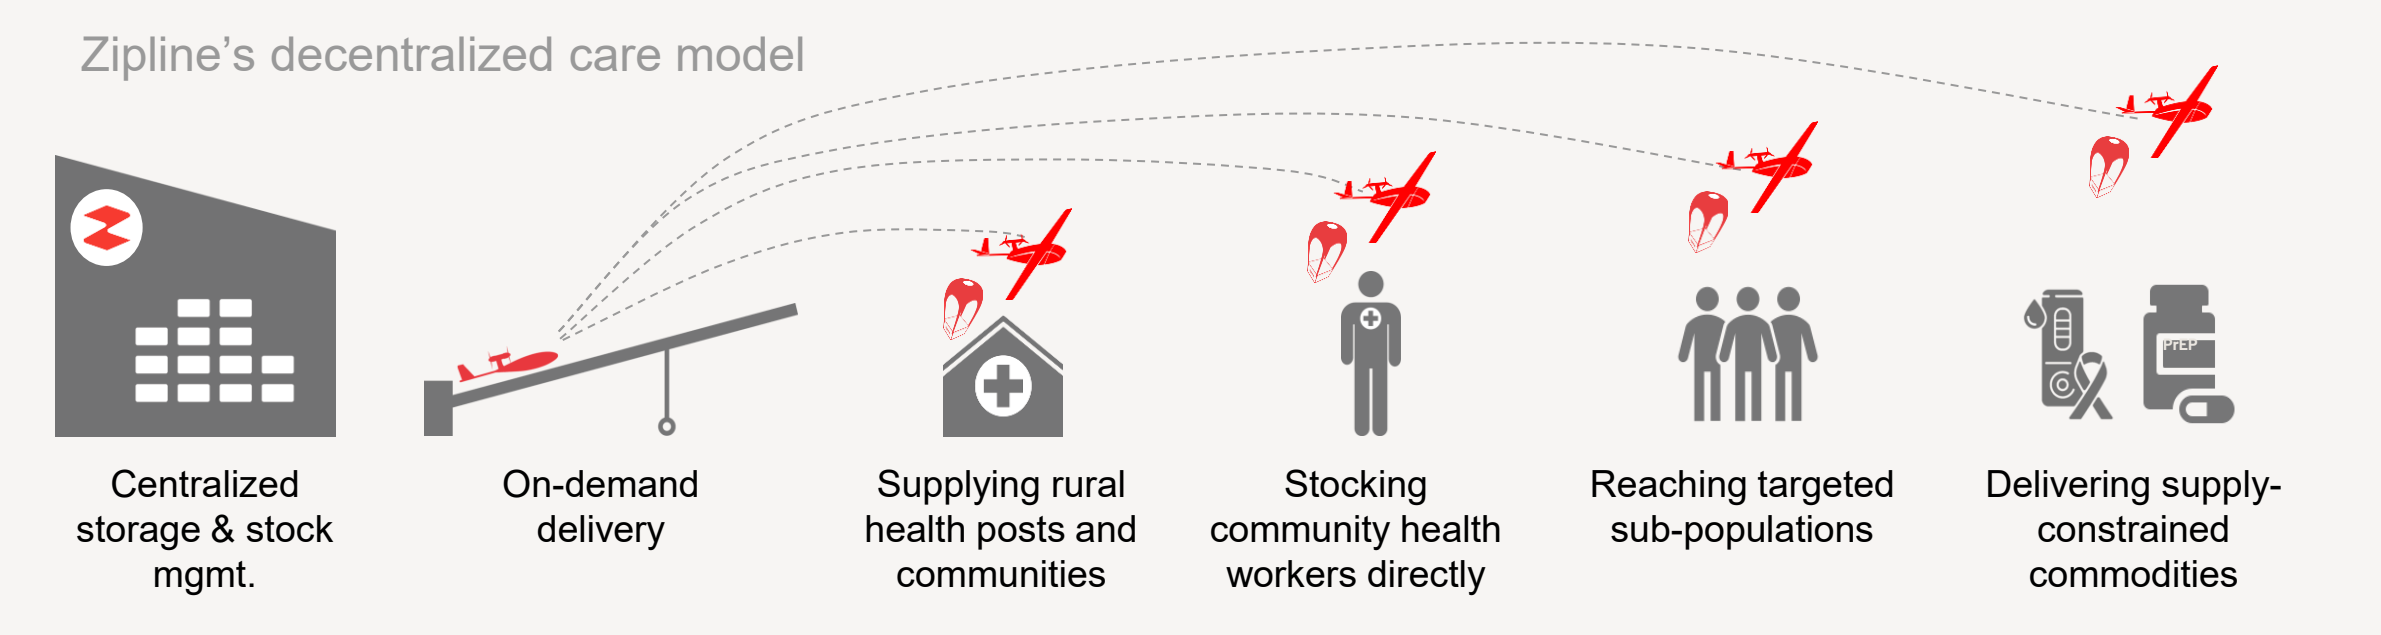 Zipline’s decentralized care model
PrEP
Centralized
storage & stock
mgmt.
On-demand
delivery
Supplying rural
health posts and
communities
Stocking
community health
workers directly
Reaching targeted
sub-populations
Delivering supply-
constrained
commodities